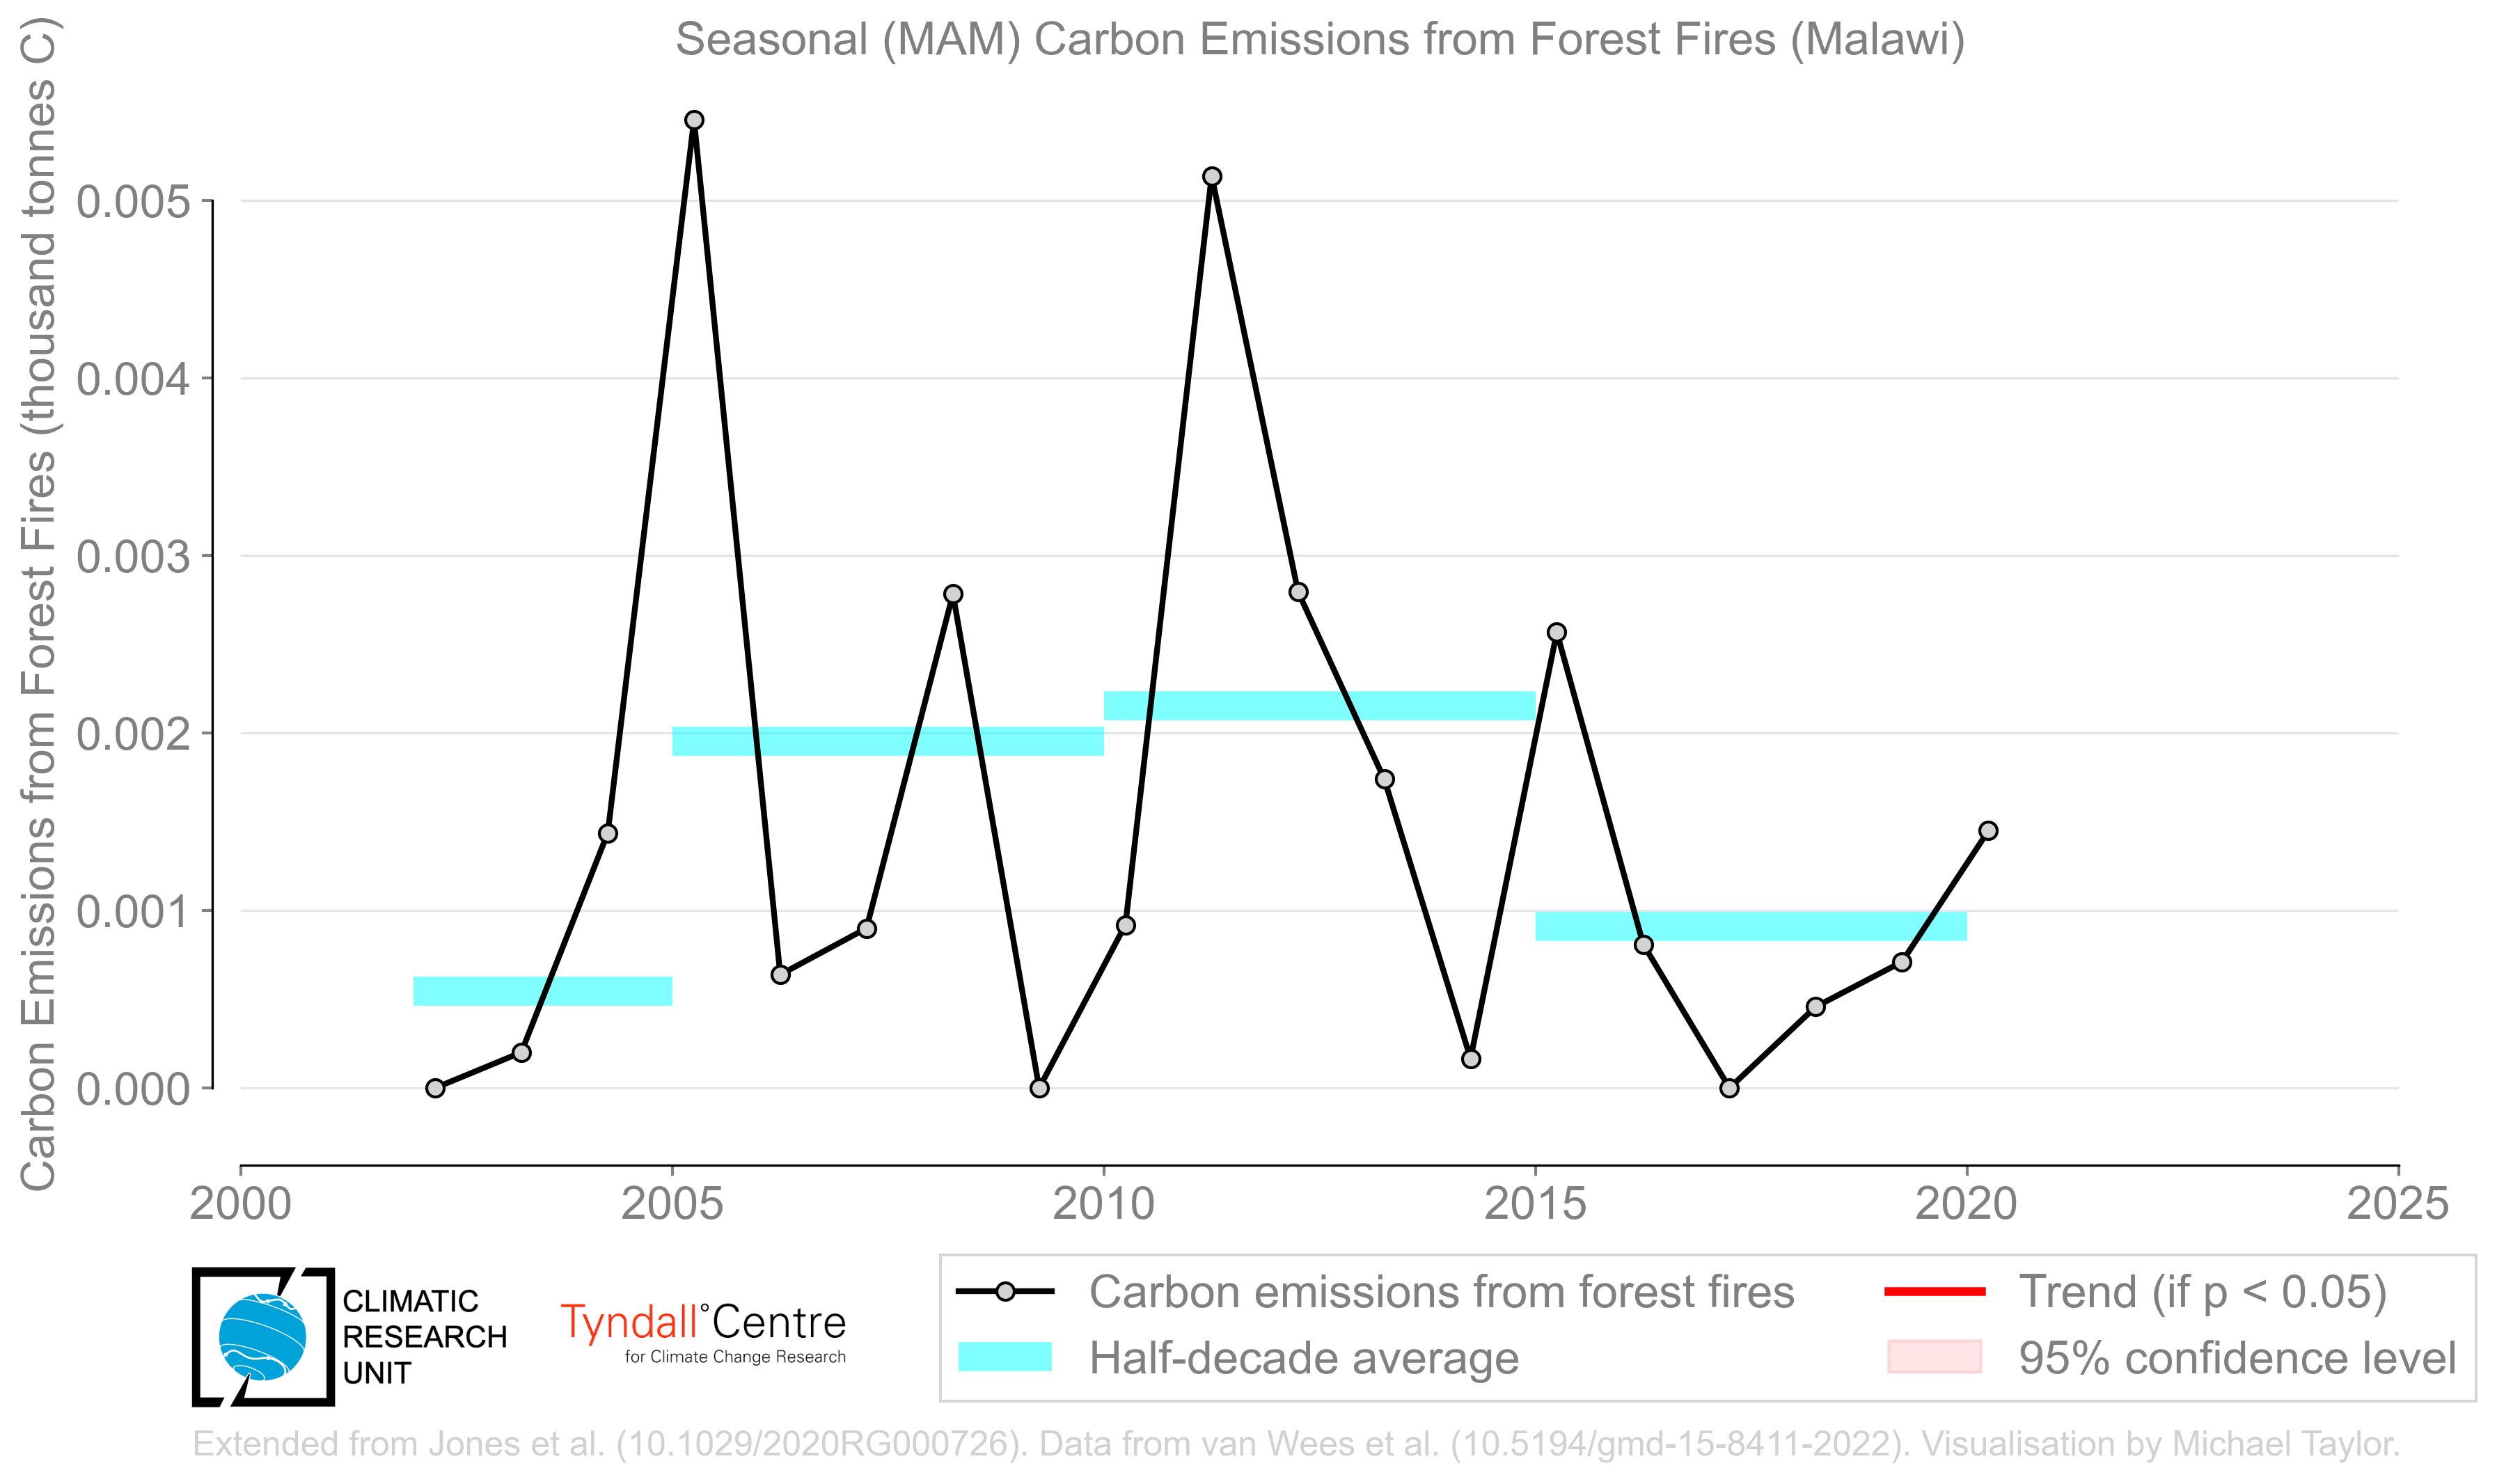 Seasonal (MAM) Carbon Emissions from Forest Fires (Malawi)
Carbon Emissions from Forest Fires (thousand tonnes C)
0.005
0.004
0.003
0.002
0.001
0.000
2000 2005 2010 2015 2020 2025
CLIMATIC
RESEARCH
UNIT
Tyndall°Centre
for Climate Change Research
Carbon emissions from forest fires
Half-decade average
Trend (if p < 0.05)
95% confidence level
Extended from Jones et al. (10.1029/2020RG000726). Data from van Wees et al. (10.5194/gmd-15-8411-2022). Visualisation by Michael Taylor.